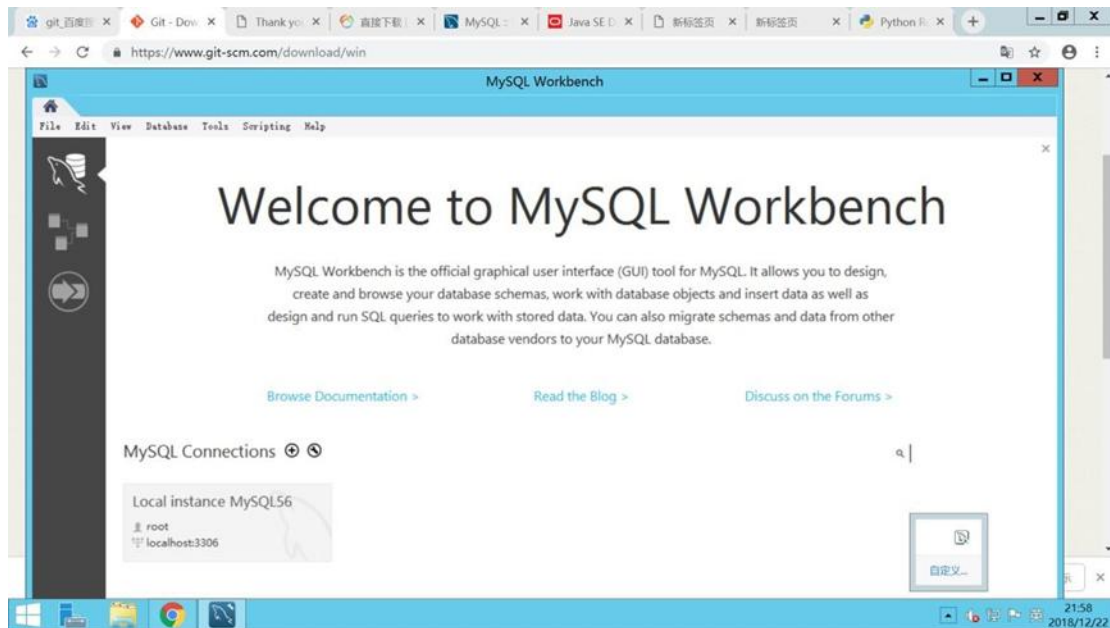 git_百度
Git - Dow
Thank yo
直接下载
MySQL ::
Java SE D
新标签页
新标签页
Python R
https://www.git-scm.com/download/win
MySQL Workbench
File Edit View Database Tools Scripting Help
Welcome to MySQL Workbench
MySQL Workbench is the official graphical user interface (GUI) tool for MySQL. It allows you to design,
create and browse your database schemas, work with database objects and insert data as well as
design and run SQL queries to work with stored data. You can also migrate schemas and data from other
database vendors to your MySQL database.
Browse Documentation >
Read the Blog >
Discuss on the Forums >
MySQL Connections
Local instance MySQL56
root
localhost:3306
自定义...
21:58
2018/12/22